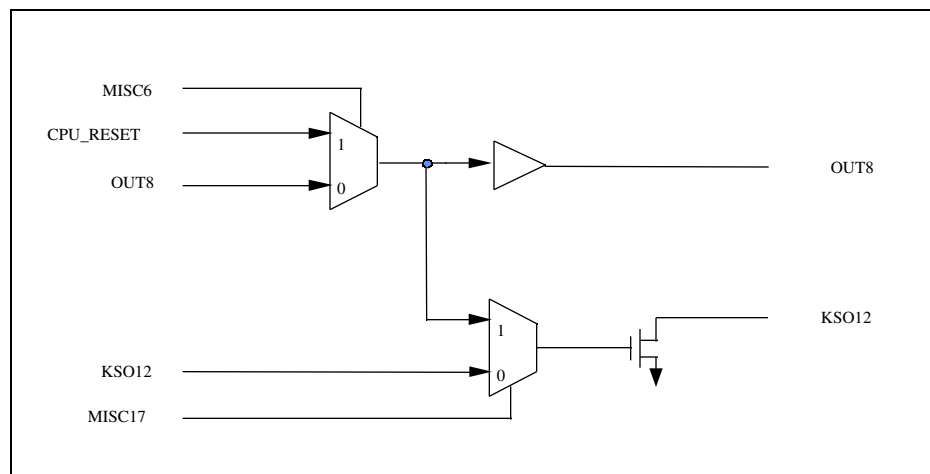 MISC6
CPU_RESET
1
OUT8
0
OUT8
1
KSO12
KSO12
0
MISC17